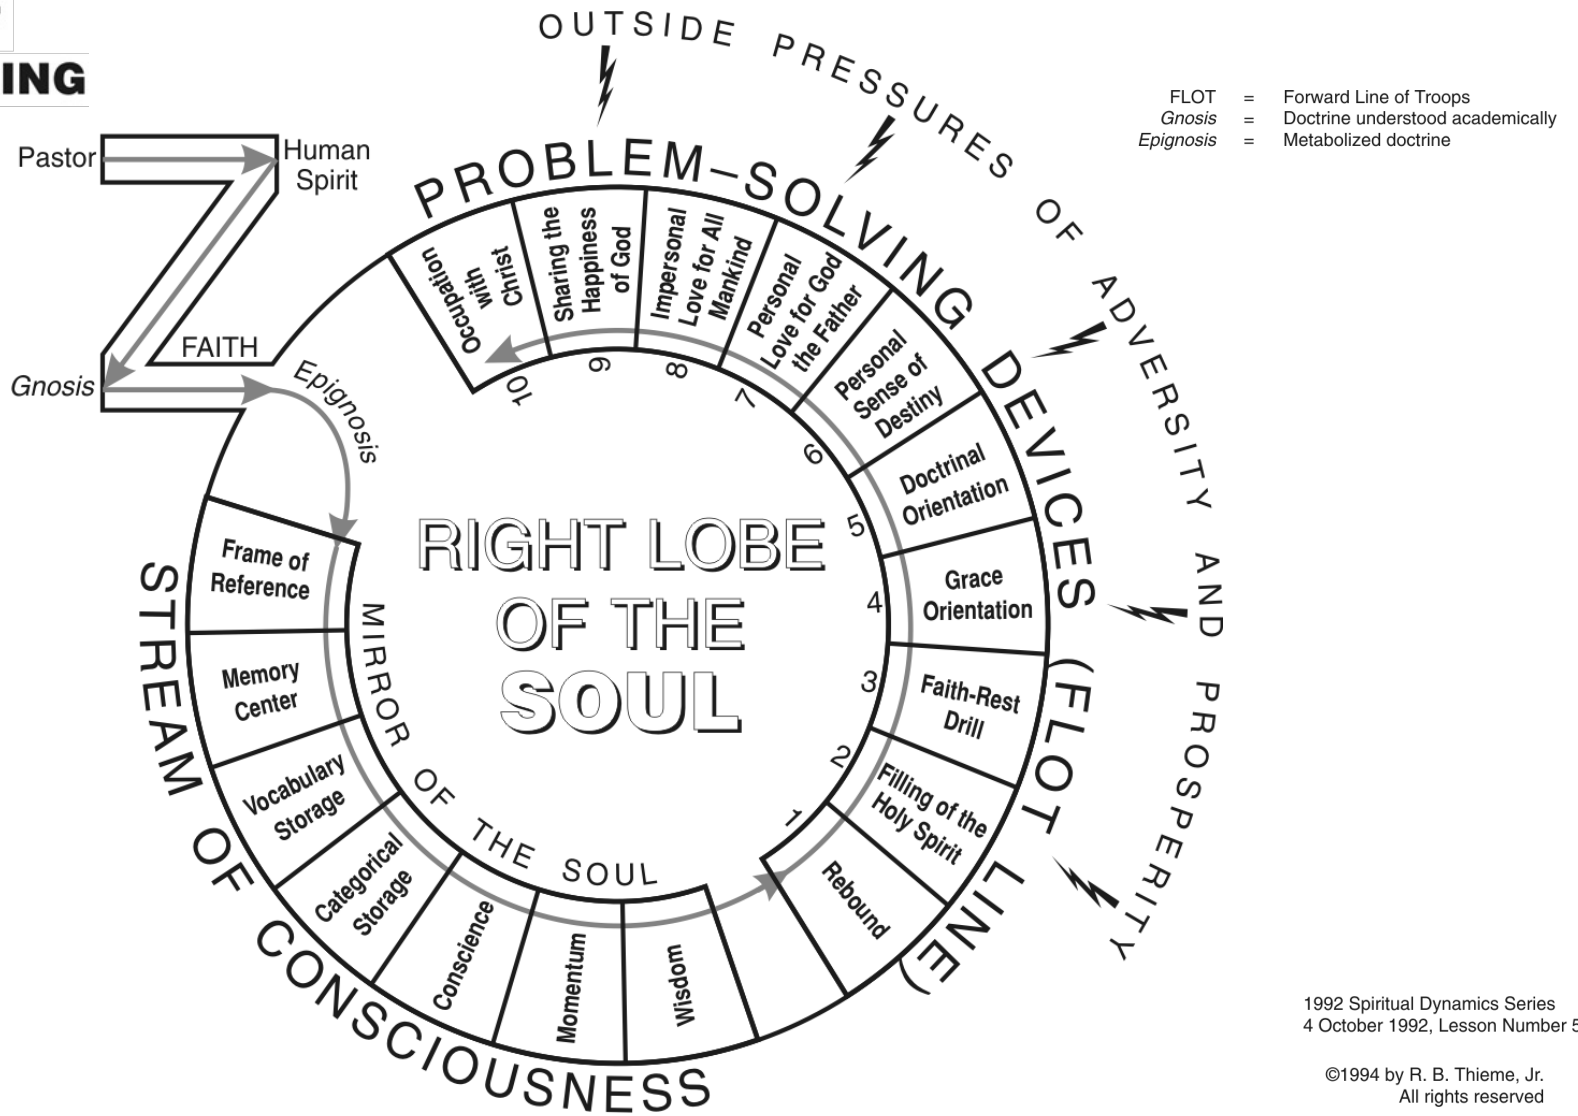 ING
OUTSIDE PRESSURES OF ADVERSITY AND PROSPERITY
FLOT = Forward Line of Troops
Gnosis = Doctrine understood academically
Epignosis = Metabolized doctrine
Pastor
Human
Spirit
FAITH
Gnosis
Epignosis
PROBLEM–SOLVING DEVICES (FLOT LINE)
Occupation
with
Christ
10
Sharing the
Happiness
of God
9
Impersonal
Love for All
Mankind
8
Personal
Love for God
the Father
7
Personal
Sense of
Destiny
6
Doctrinal
Orientation
5
Grace
Orientation
4
Faith-Rest
Drill
3
Filling of the
Holy Spirit
2
Rebound
1
RIGHT LOBE
OF THE
SOUL
MIRROR OF THE SOUL
Frame of
Reference
Memory
Center
Vocabulary
Storage
Categorical
Storage
Conscience
Momentum
Wisdom
STREAM OF CONSCIOUSNESS
1992 Spiritual Dynamics Series
4 October 1992, Lesson Number 5
©1994 by R. B. Thieme, Jr.
All rights reserved